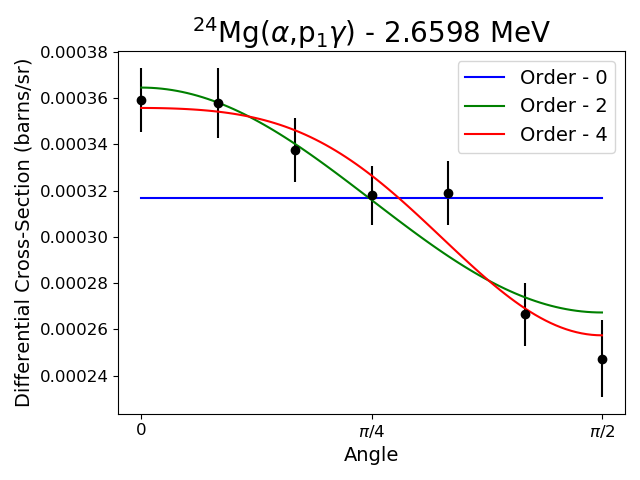 ²⁴Mg(α,p₁γ) - 2.6598 MeV
Differential Cross-Section (barns/sr)
0.00038
0.00036
0.00034
0.00032
0.00030
0.00028
0.00026
0.00024
Order - 0
Order - 2
Order - 4
0
π/4
π/2
Angle